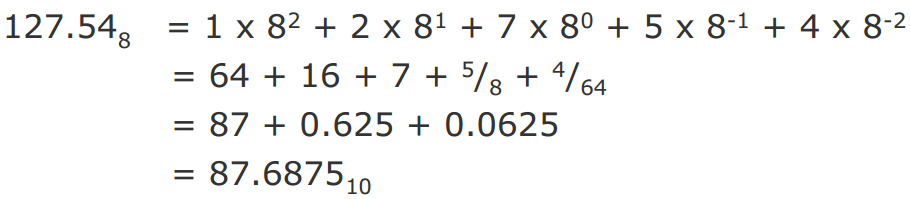 127.54₈ = 1 x 8² + 2 x 8¹ + 7 x 8⁰ + 5 x 8⁻¹ + 4 x 8⁻²
= 64 + 16 + 7 + ⁵/₈ + ⁴/₆₄
= 87 + 0.625 + 0.0625
= 87.6875₁₀